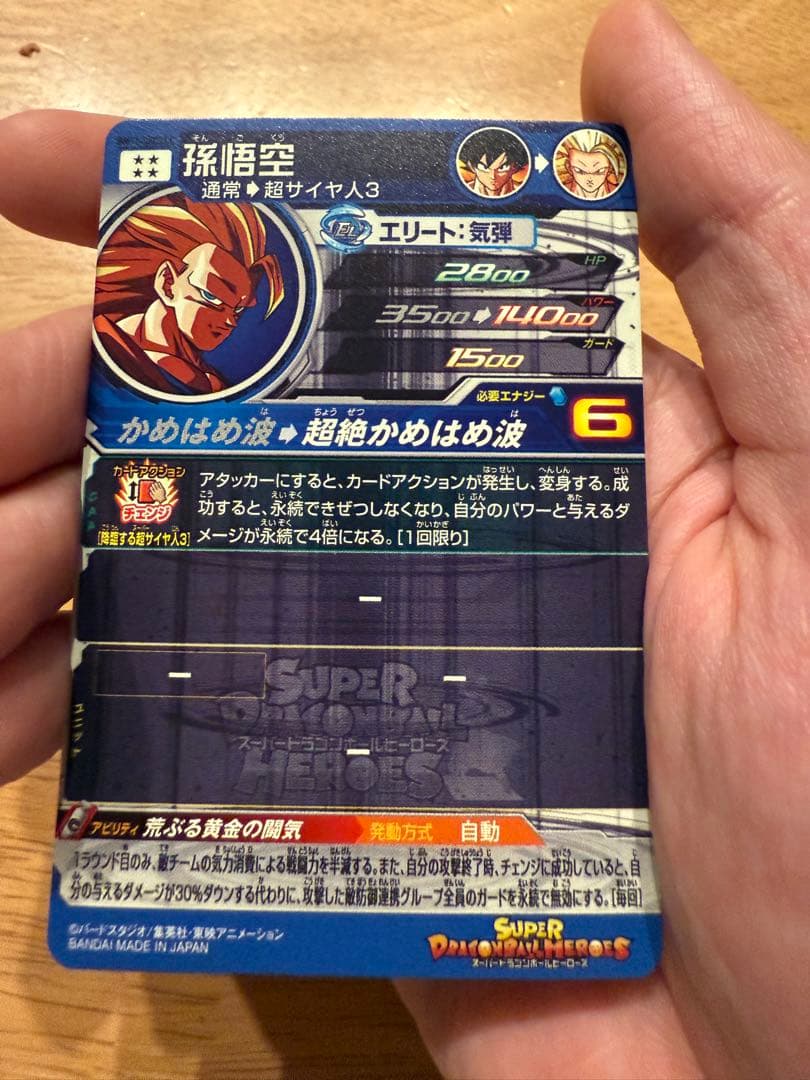 ★★
★★
孫悟空
そん ご くう
通常➡超サイヤ人3
EL エリート:気弾
HP
2800
パワー
3500➡14000
ガード
1500
必要エナジー 6
かめはめ波➡超絶かめはめ波
カードアクション
チェンジ
[降臨する超サイヤ人3]
アタッカーにすると、カードアクションが発生し、変身する。成
功すると、永続できぜつしなくなり、自分のパワーと与えるダ
メージが永続で4倍になる。[1回限り]
ー
ー ー
ー
SUPER
DRAGONBALL
スーパードラゴンボールヒーローズ
HEROES
ユニット
アビリティ 荒ぶる黄金の闘気 発動方式 自動
1ラウンド目のみ、敵チームの気力消費による戦闘力を半減する。また、自分の攻撃終了時、チェンジに成功していると、自
分の与えるダメージが30%ダウンする代わりに、攻撃した敵防御連携グループ全員のガードを永続で無効にする。[毎回]
©バードスタジオ/集英社・東映アニメーション
BANDAI MADE IN JAPAN
SUPER
DRAGONBALL HEROES
スーパードラゴンボールヒーローズ